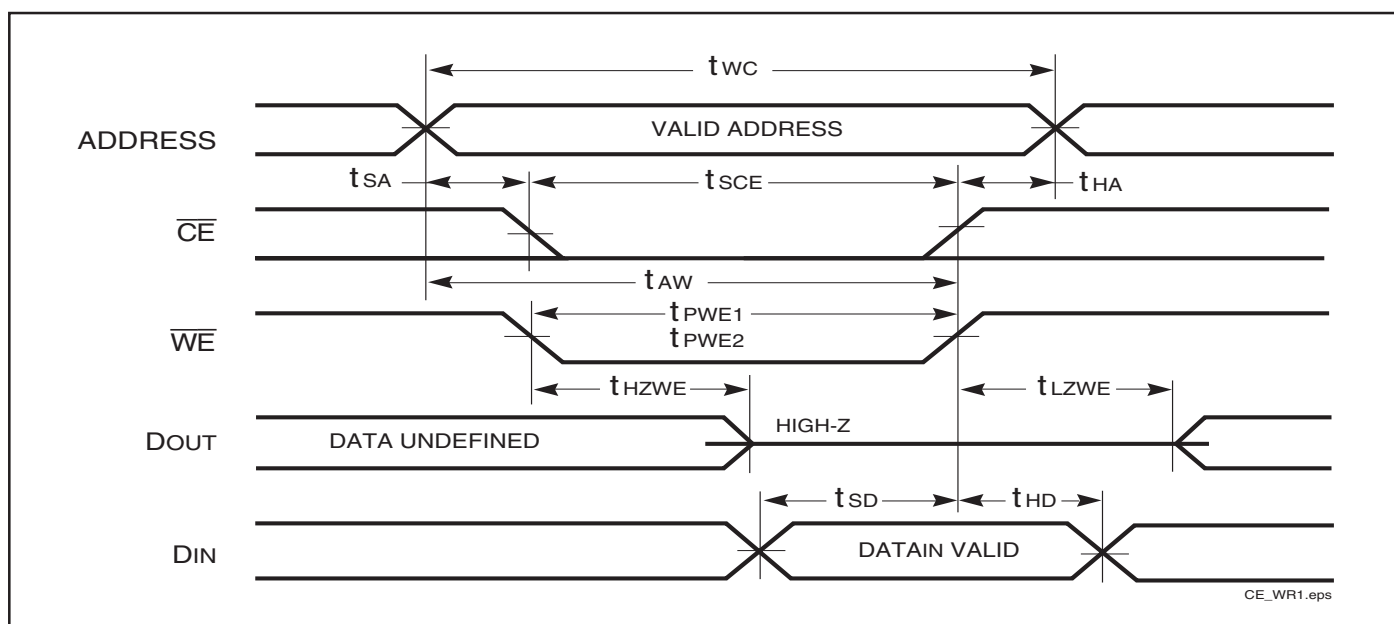 tWC
ADDRESS
VALID ADDRESS
tSA
tSCE
tHA
CE
tAW
tPWE1
tPWE2
WE
tHZWE
tLZWE
HIGH-Z
DOUT
DATA UNDEFINED
tSD
tHD
DIN
DATAIN VALID
CE_WR1.eps